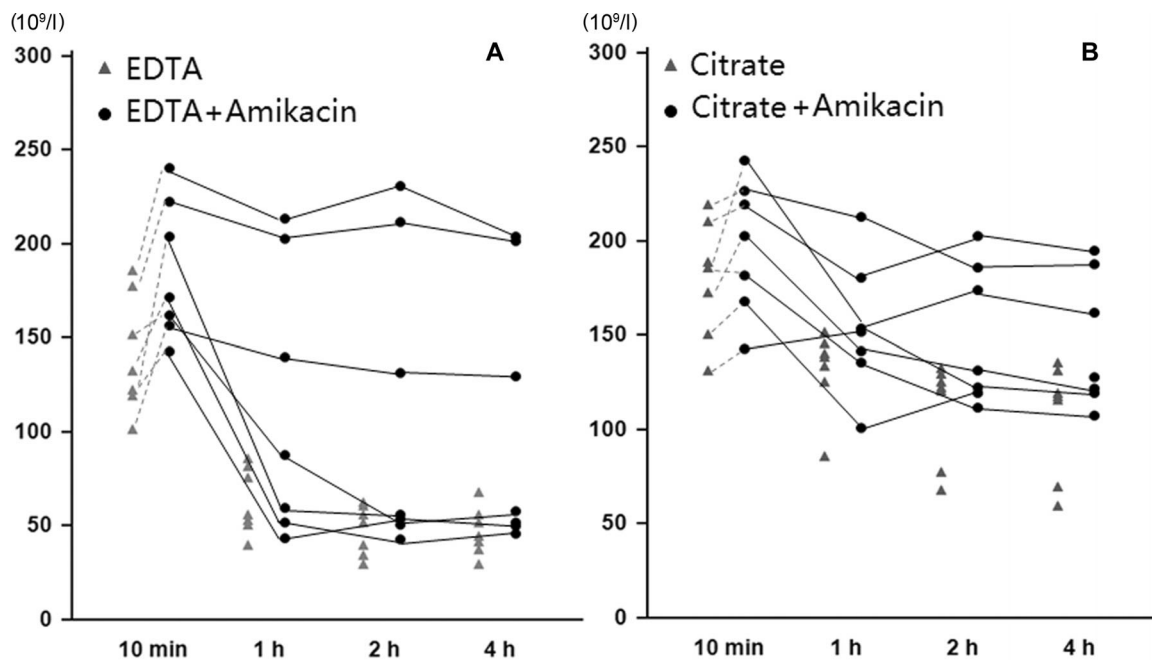 (10⁹/l)
A
EDTA
EDTA+Amikacin
300
250
200
150
100
50
0
10 min 1 h 2 h 4 h
(10⁹/l)
B
Citrate
Citrate+Amikacin
300
250
200
150
100
50
0
10 min 1 h 2 h 4 h